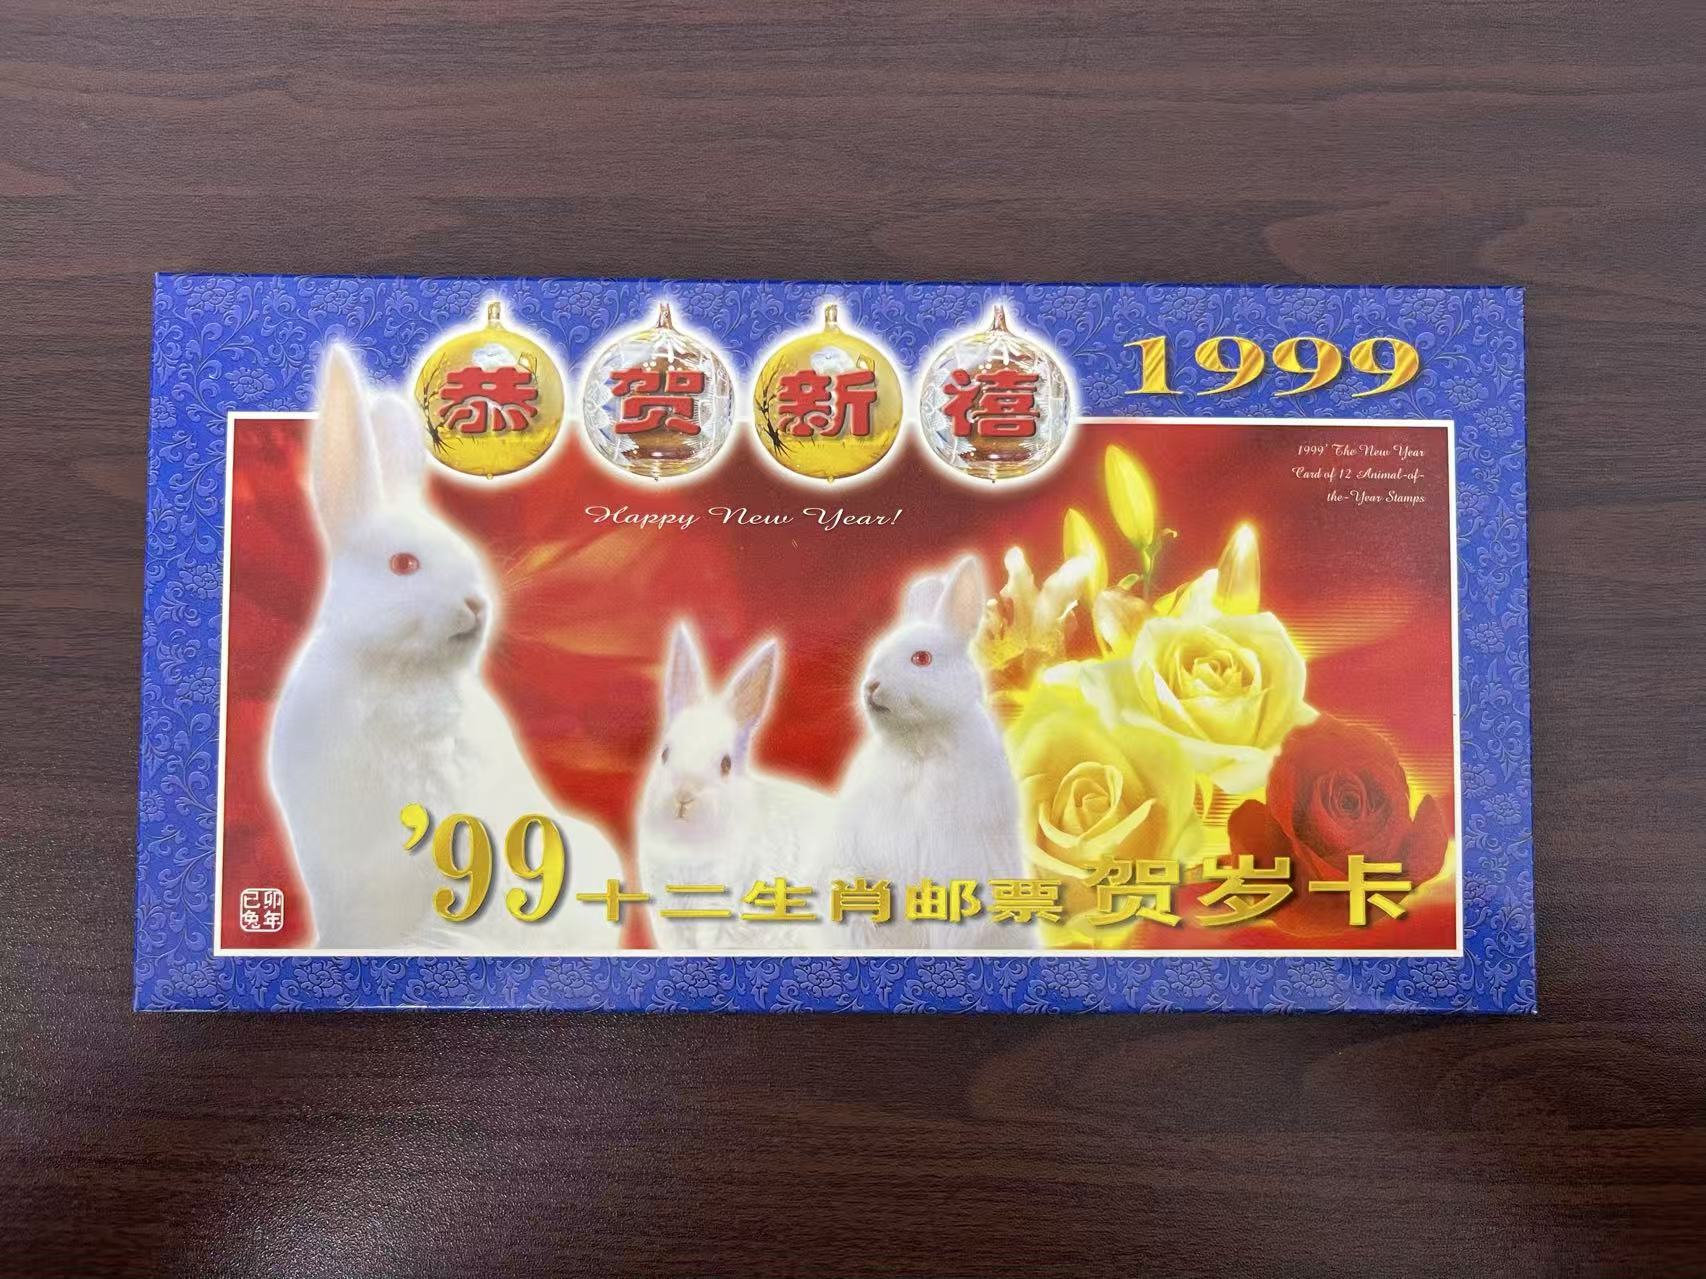 恭贺新禧
1999
1999' The New Year
Card of 12 Animal-of-
the-Year Stamps
Happy New Year!
'99十二生肖邮票贺岁卡
己卯
兔年